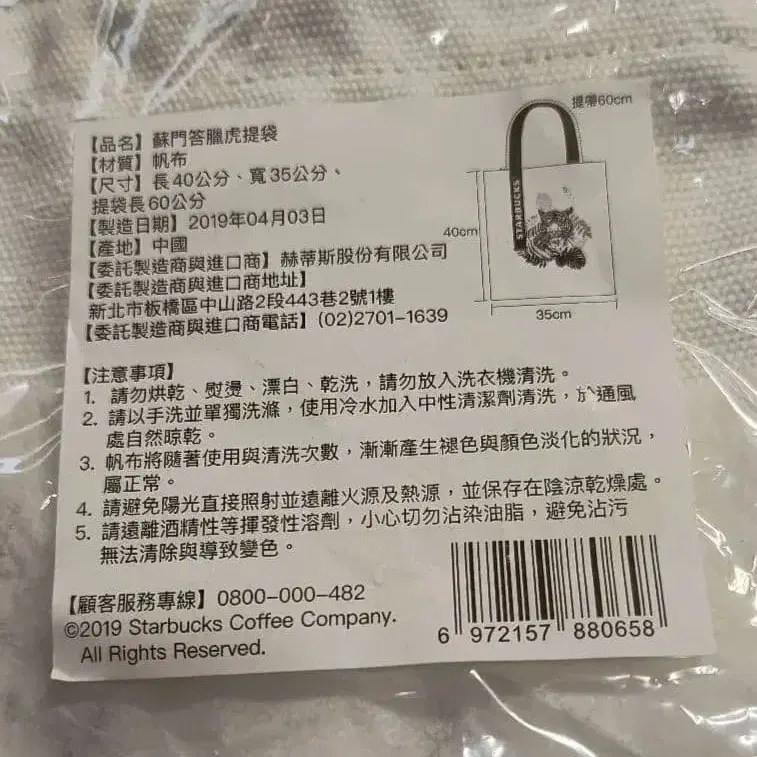 【品名】蘇門答臘虎提袋
【材質】帆布
【尺寸】長40公分、寬35公分、
提袋長60公分
【製造日期】2019年04月03日
【產地】中國
【委託製造商與進口商】赫蒂斯股份有限公司
【委託製造商與進口商地址】
新北市板橋區中山路2段443巷2號1樓
【委託製造商與進口商電話】(02)2701-1639
提帶60cm
STARBUCKS
40cm
35cm
【注意事項】
1. 請勿烘乾、熨燙、漂白、乾洗，請勿放入洗衣機清洗。
2. 請以手洗並單獨洗滌，使用冷水加入中性清潔劑清洗，於通風
處自然晾乾。
3. 帆布將隨著使用與清洗次數，漸漸產生褪色與顏色淡化的狀況，
屬正常。
4. 請避免陽光直接照射並遠離火源及熱源，並保存在陰涼乾燥處。
5. 請遠離酒精性等揮發性溶劑，小心切勿沾染油脂，避免沾污
無法清除與導致變色。
【顧客服務專線】0800-000-482
©2019 Starbucks Coffee Company.
All Rights Reserved.
6 972157 880658